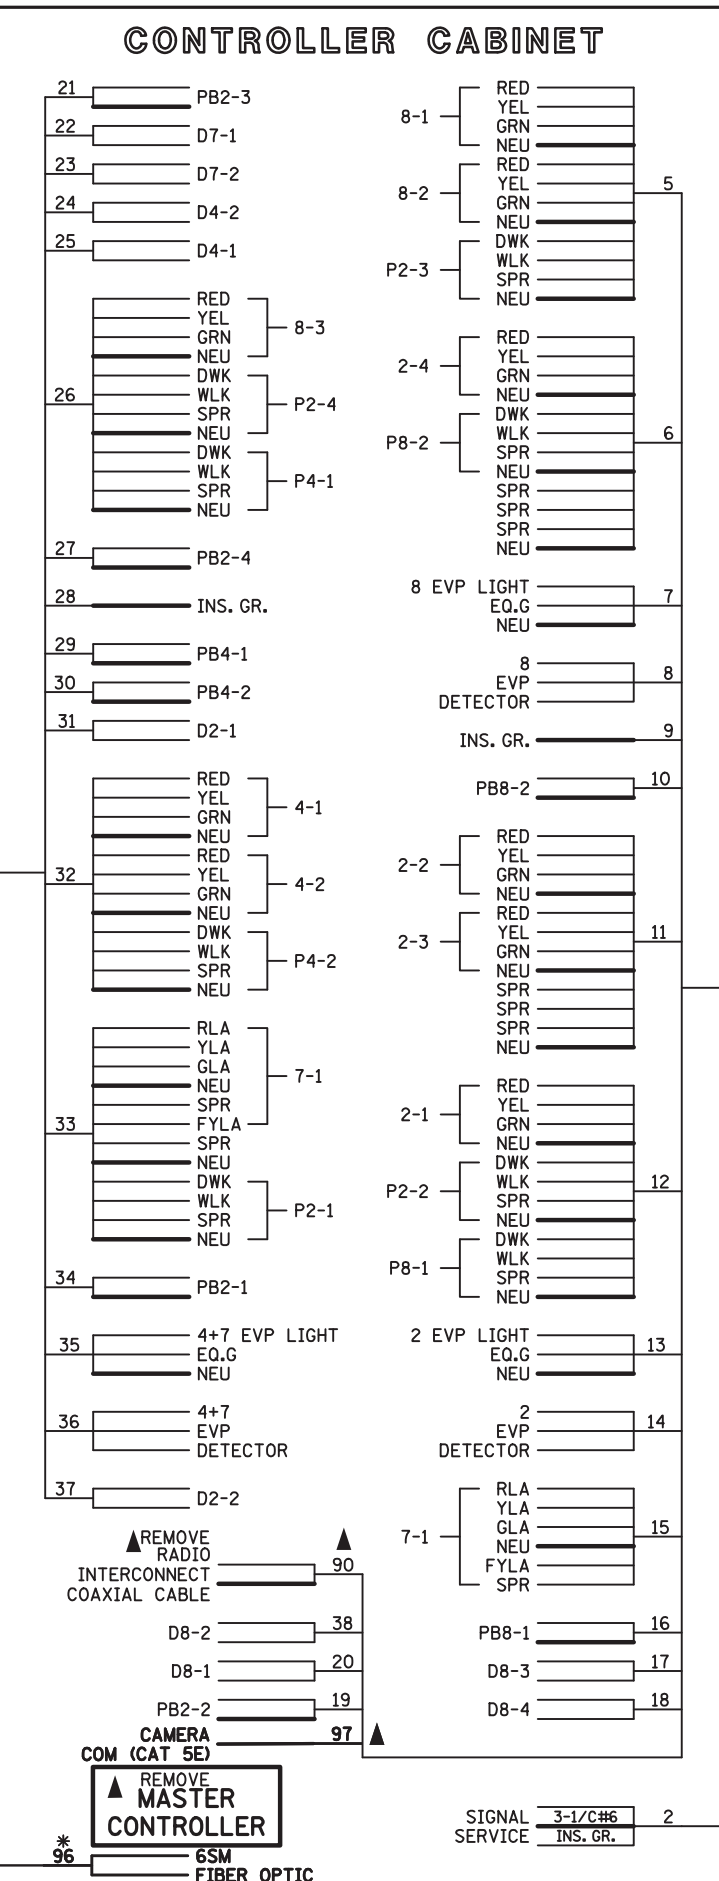 CONTROLLER CABINET
21
PB2-3
22
D7-1
23
D7-2
24
D4-2
25
D4-1
26
RED
YEL
GRN
NEU
8-3
DWK
WLK
SPR
NEU
P2-4
DWK
WLK
SPR
NEU
P4-1
27
PB2-4
28
INS. GR.
29
PB4-1
30
PB4-2
31
D2-1
32
RED
YEL
GRN
NEU
4-1
RED
YEL
GRN
NEU
4-2
DWK
WLK
SPR
NEU
P4-2
33
RLA
YLA
GLA
NEU
SPR
FYLA
7-1
SPR
NEU
DWK
WLK
SPR
NEU
P2-1
34
PB2-1
35
4+7 EVP LIGHT
EQ.G
NEU
36
4+7
EVP
DETECTOR
37
D2-2
8-1
RED
YEL
GRN
NEU
8-2
RED
YEL
GRN
NEU
P2-3
DWK
WLK
SPR
NEU
5
2-4
RED
YEL
GRN
NEU
P8-2
DWK
WLK
SPR
NEU
SPR
SPR
SPR
NEU
6
8 EVP LIGHT
EQ.G
NEU
7
8
EVP
DETECTOR
8
INS. GR.
9
PB8-2
10
2-2
RED
YEL
GRN
NEU
2-3
RED
YEL
GRN
NEU
SPR
SPR
SPR
NEU
11
2-1
RED
YEL
GRN
NEU
P2-2
DWK
WLK
SPR
NEU
P8-1
DWK
WLK
SPR
NEU
12
2 EVP LIGHT
EQ.G
NEU
13
2
EVP
DETECTOR
14
7-1
RLA
YLA
GLA
NEU
FYLA
SPR
15
PB8-1
16
D8-3
17
D8-4
18
▲REMOVE
RADIO
INTERCONNECT
COAXIAL CABLE
▲
90
D8-2
38
D8-1
20
PB2-2
19
CAMERA
COM (CAT 5E)
97 ▲
▲ REMOVE
MASTER
CONTROLLER
*
96
6SM
FIBER OPTIC
SIGNAL
SERVICE
3-1/C#6
INS. GR.
2